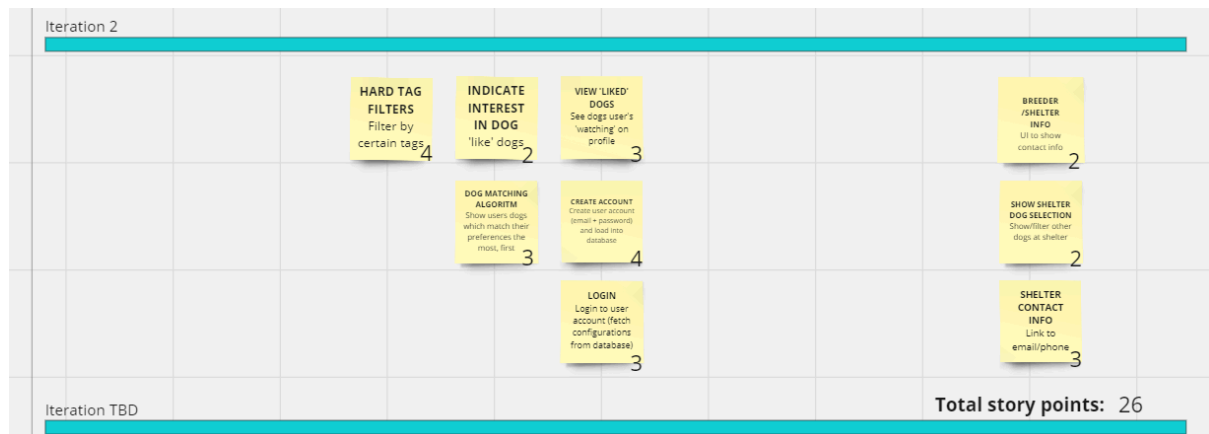 Iteration 2
HARD TAG
FILTERS
Filter by
certain tags
4
INDICATE
INTEREST
IN DOG
'like' dogs
2
VIEW 'LIKED'
DOGS
See dogs user's
'watching' on
profile
3
BREEDER
/SHELTER
INFO
UI to show
contact info
2
DOG MATCHING
ALGORITM
Show users dogs
which match their
preferences the
most, first
3
CREATE ACCOUNT
Create user account
(email + password)
and load into
database
4
SHOW SHELTER
DOG SELECTION
Show/filter other
dogs at shelter
2
LOGIN
Login to user
account (fetch
configurations
from database)
3
SHELTER
CONTACT
INFO
Link to
email/phone
3
Total story points: 26
Iteration TBD